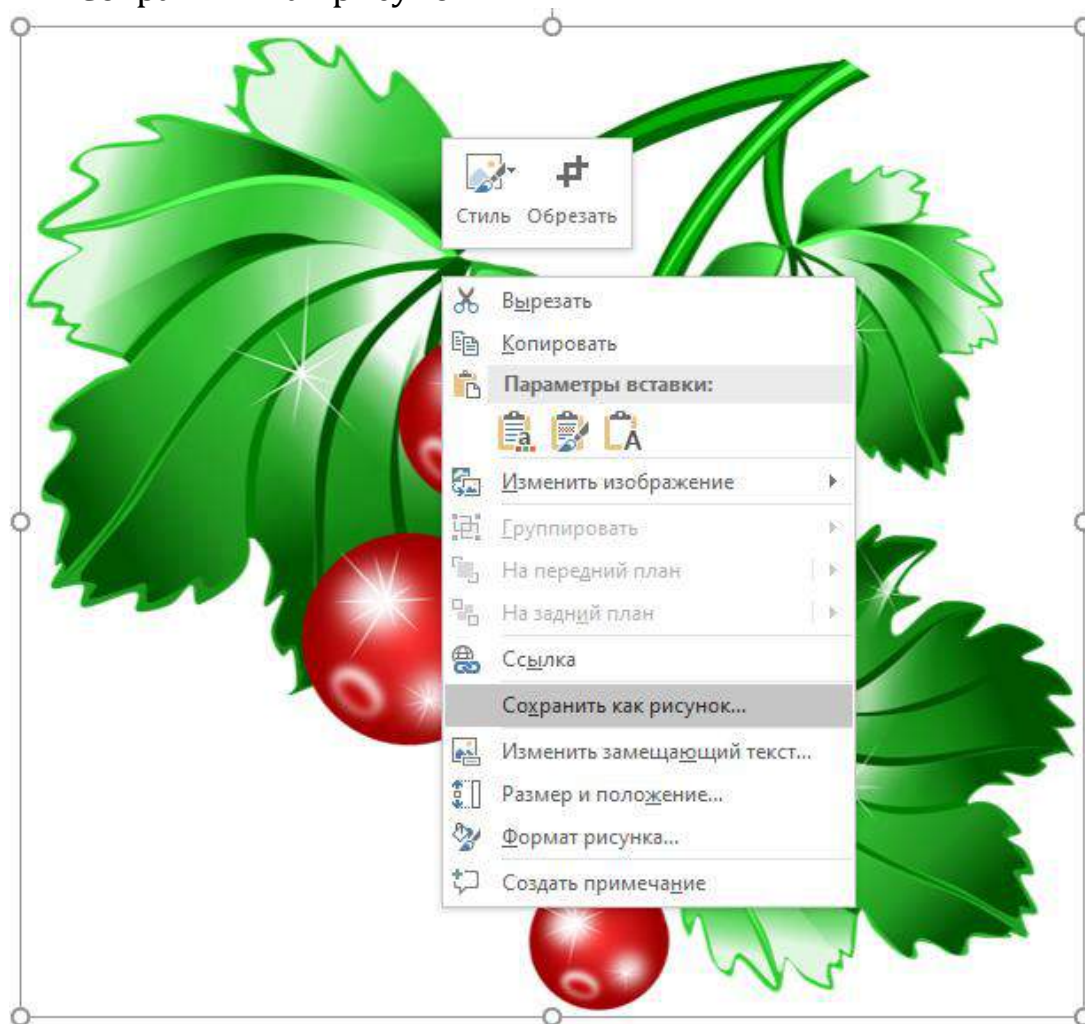 Стиль Обрезать
Вырезать
Копировать
Параметры вставки:
Изменить изображение
Группировать
На передний план
На задний план
Ссылка
Сохранить как рисунок...
Изменить замещающий текст...
Размер и положение...
Формат рисунка...
Создать примечание